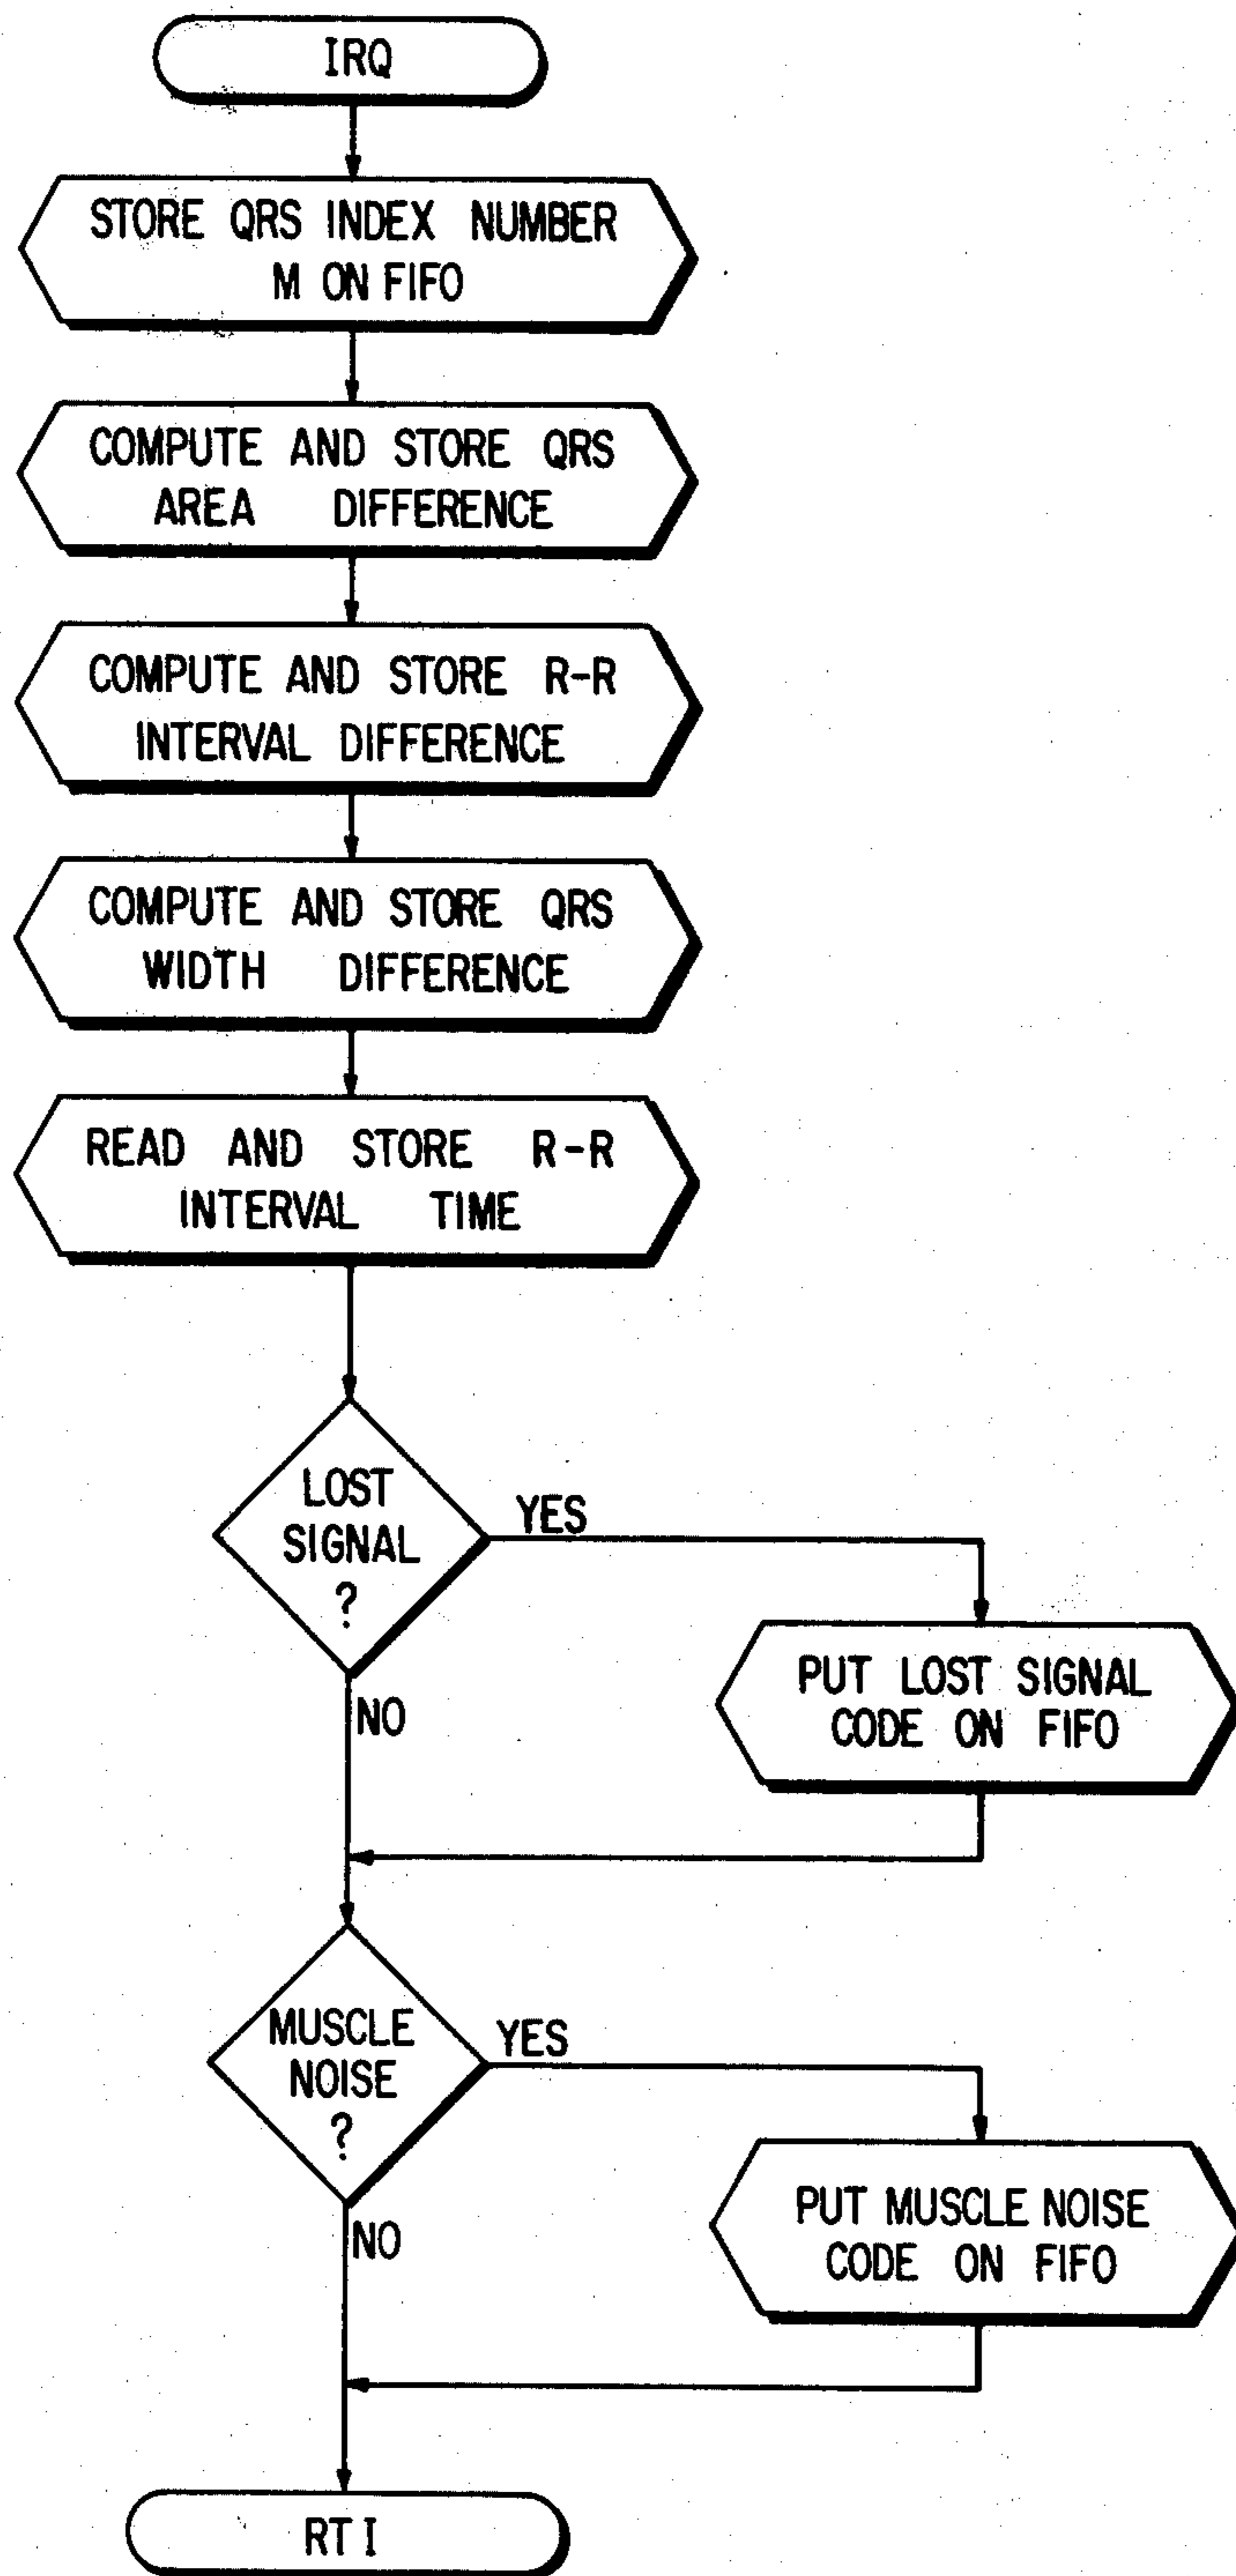 IRQ
STORE QRS INDEX NUMBER
M ON FIFO
COMPUTE AND STORE QRS
AREA DIFFERENCE
COMPUTE AND STORE R-R
INTERVAL DIFFERENCE
COMPUTE AND STORE QRS
WIDTH DIFFERENCE
READ AND STORE R-R
INTERVAL TIME
LOST
SIGNAL
?
YES
NO
PUT LOST SIGNAL
CODE ON FIFO
MUSCLE
NOISE
?
YES
NO
PUT MUSCLE NOISE
CODE ON FIFO
RTI